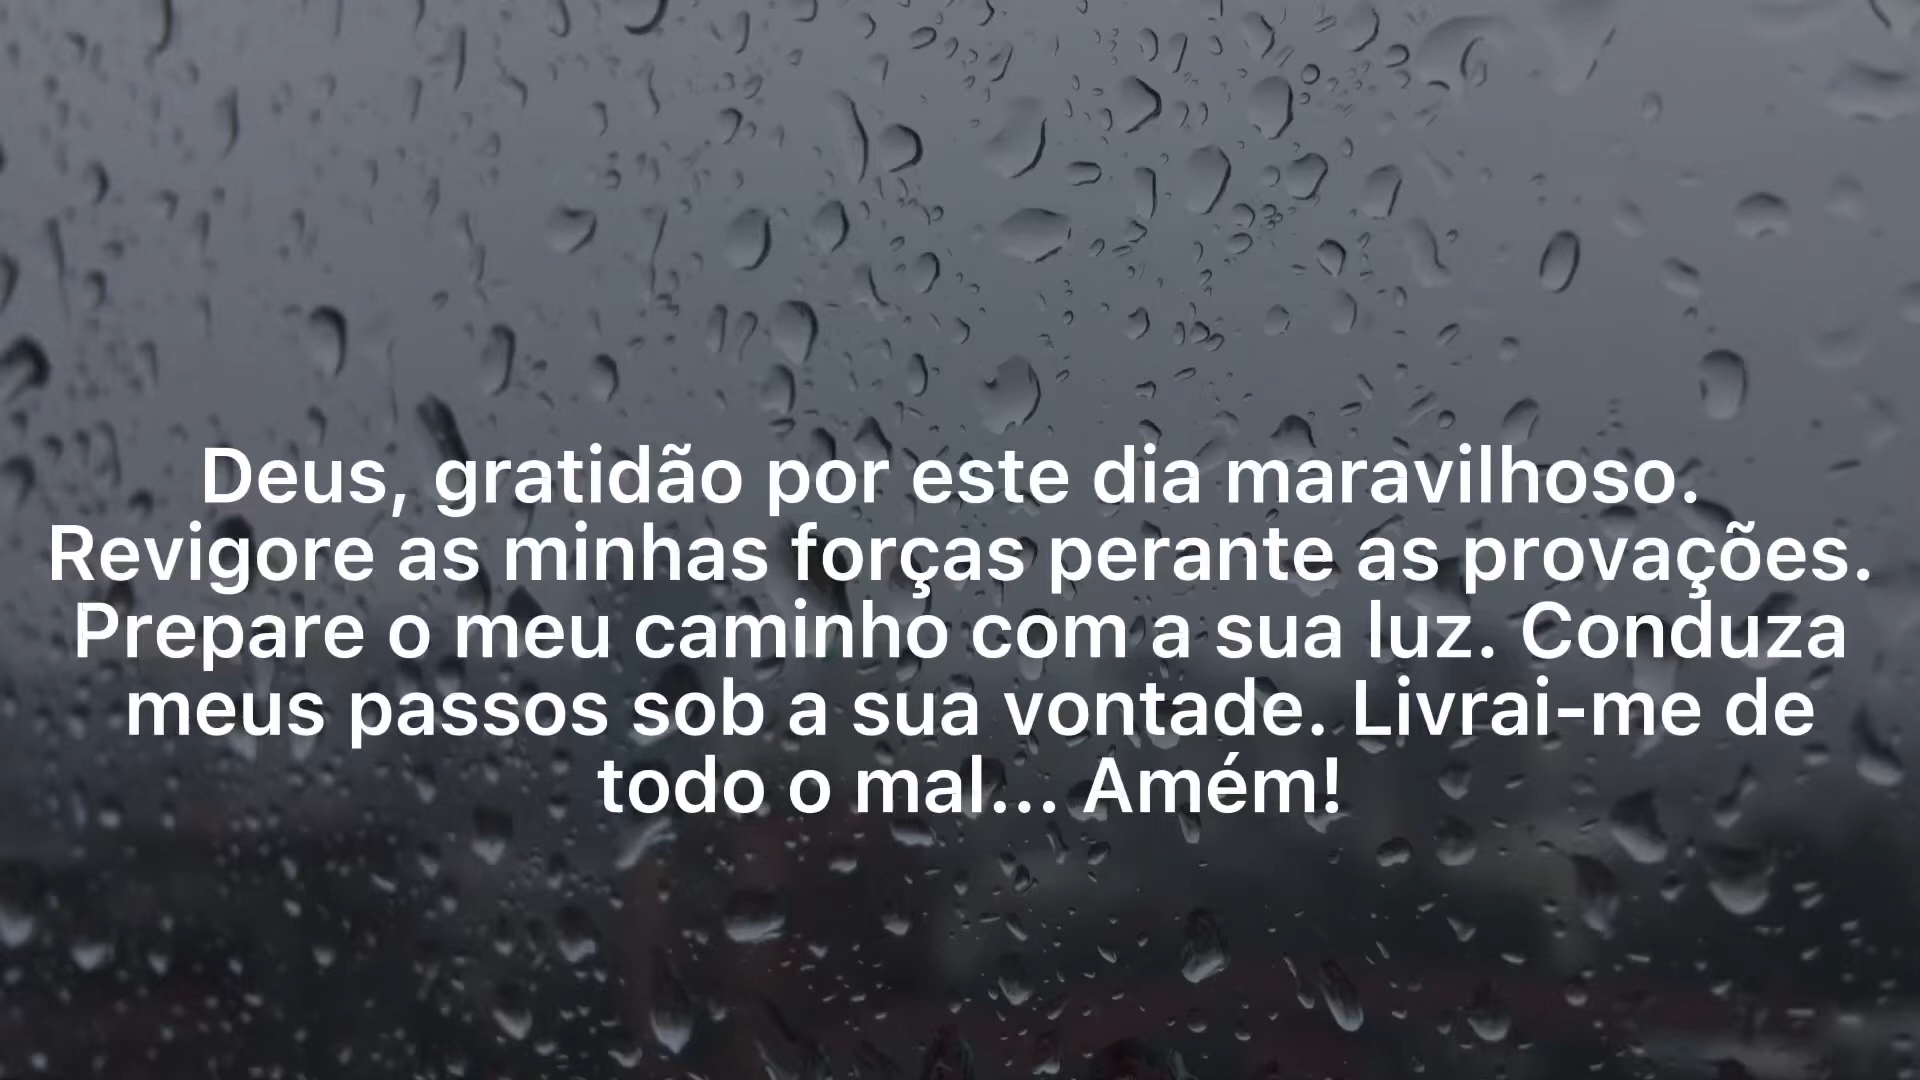 Deus, gratidão por este dia maravilhoso.
Revigore as minhas forças perante as provações.
Prepare o meu caminho com a sua luz. Conduza
meus passos sob a sua vontade. Livrai-me de
todo o mal... Amém!